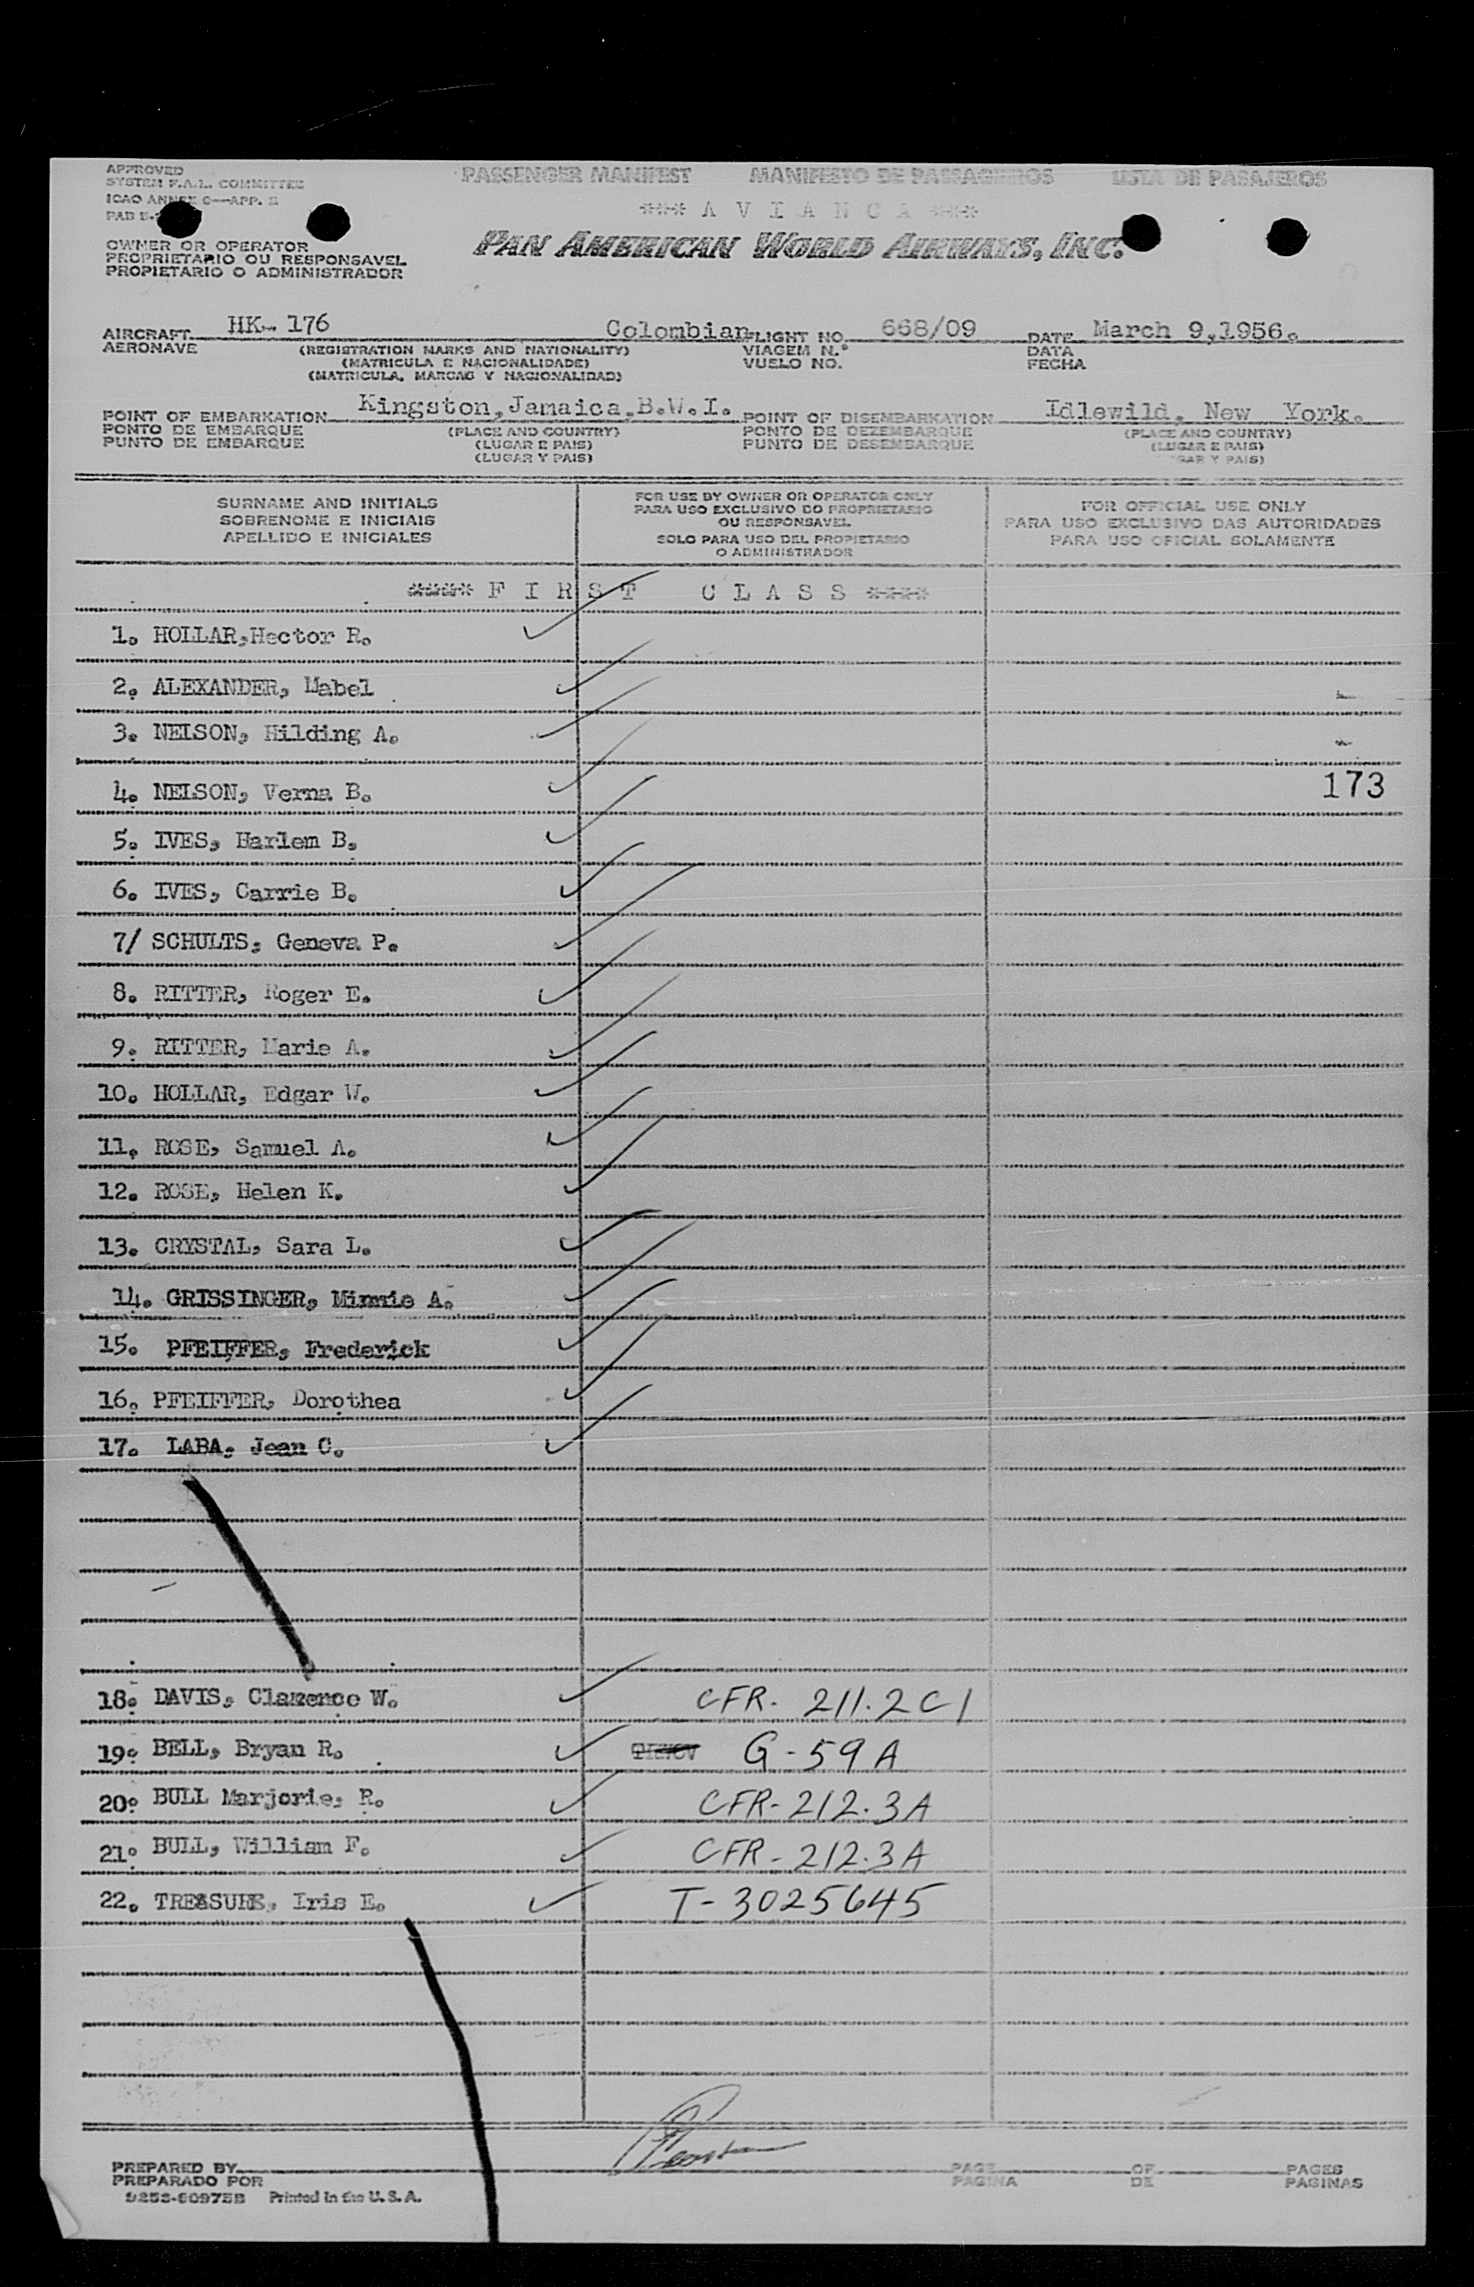 APPROVED
SYSTEM F.A.L. COMMITTEE
ICAO ANNEX 9—APP. E
PASSENGER MANIFEST MANIFESTO DE PASSAGEIROS LISTA DE PASAJEROS
*** A V I A N C A ***
PAN AMERICAN WORLD AIRWAYS, INC.
OWNER OR OPERATOR
PROPRIETARIO OU RESPONSAVEL
PROPIETARIO O ADMINISTRADOR
AIRCRAFT HK- 176 Colombian FLIGHT NO. 668/09 DATE March 9,1956.
AERONAVE (REGISTRATION MARKS AND NATIONALITY) VIAGEM N.º DATA
(MATRICULA E NACIONALIDADE) VUELO NO. FECHA
(MATRICULA, MARCAS Y NACIONALIDAD)
POINT OF EMBARKATION Kingston,Jamaica,B.W.I. POINT OF DISEMBARKATION Idlewild, New York.
PONTO DE EMBARQUE (PLACE AND COUNTRY) PONTO DE DEZEMBARQUE (PLACE AND COUNTRY)
PUNTO DE EMBARQUE (LUGAR E PAIS) PUNTO DE DESEMBARQUE (LUGAR E PAIS)
(LUGAR Y PAIS) GAR Y PAIS)
SURNAME AND INITIALS
SOBRENOME E INICIAIS
APELLIDO E INICIALES
FOR USE BY OWNER OR OPERATOR ONLY
PARA USO EXCLUSIVO DO PROPRIETARIO
OU RESPONSAVEL
SOLO PARA USO DEL PROPIETARIO
O ADMINISTRADOR
FOR OFFICIAL USE ONLY
PARA USO EXCLUSIVO DAS AUTORIDADES
PARA USO OFICIAL SOLAMENTE
**** F I R S T C L A S S ****
1. HOLLAR,Hector R.
2. ALEXANDER, Mabel
3. NELSON, Hilding A.
4. NELSON, Verna B. 173
5. IVES, Harlem B.
6. IVES, Carrie B.
7/ SCHULTS, Geneva P.
8. RITTER, Roger E.
9. RITTER, Marie A.
10. HOLLAR, Edgar W.
11. ROSE, Samuel A.
12. ROSE, Helen K.
13. CRYSTAL, Sara L.
14. GRISSINGER, Minnie A.
15. PFEIFFER, Frederick
16. PFEIFFER, Dorothea
17. LABA, Jean C.
18. DAVIS, Clarence W. CFR- 211.2C1
19. BELL, Bryan R. G-59A
20. BULL Marjorie, R. CFR-212.3A
21. BULL, William F. CFR-212.3A
22. TREASURE, Iris E. T-3025645
PREPARED BY PAGE OF PAGES
PREPARADO POR PAGINA DE PAGINAS
9253-60975B Printed in the U.S.A.